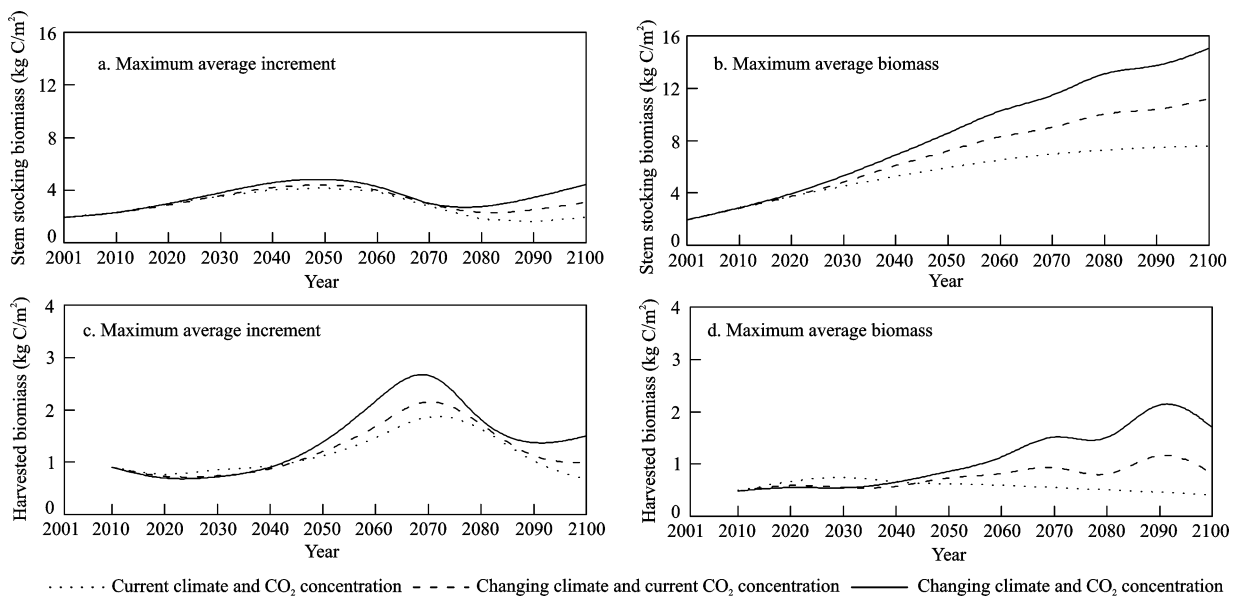 Stem stocking biomiass (kg C/m²)
16
12
8
4
0
a. Maximum average increment
2001 2010 2020 2030 2040 2050 2060 2070 2080 2090 2100
Year
Stem stocking biomiass (kg C/m²)
16
12
8
4
0
b. Maximum average biomass
2001 2010 2020 2030 2040 2050 2060 2070 2080 2090 2100
Year
Harvested biomiass (kg C/m²)
4
3
2
1
0
c. Maximum average increment
2001 2010 2020 2030 2040 2050 2060 2070 2080 2090 2100
Year
Harvested biomiass (kg C/m²)
4
3
2
1
0
d. Maximum average biomass
2001 2010 2020 2030 2040 2050 2060 2070 2080 2090 2100
Year
Current climate and CO₂ concentration Changing climate and current CO₂ concentration Changing climate and CO₂ concentration